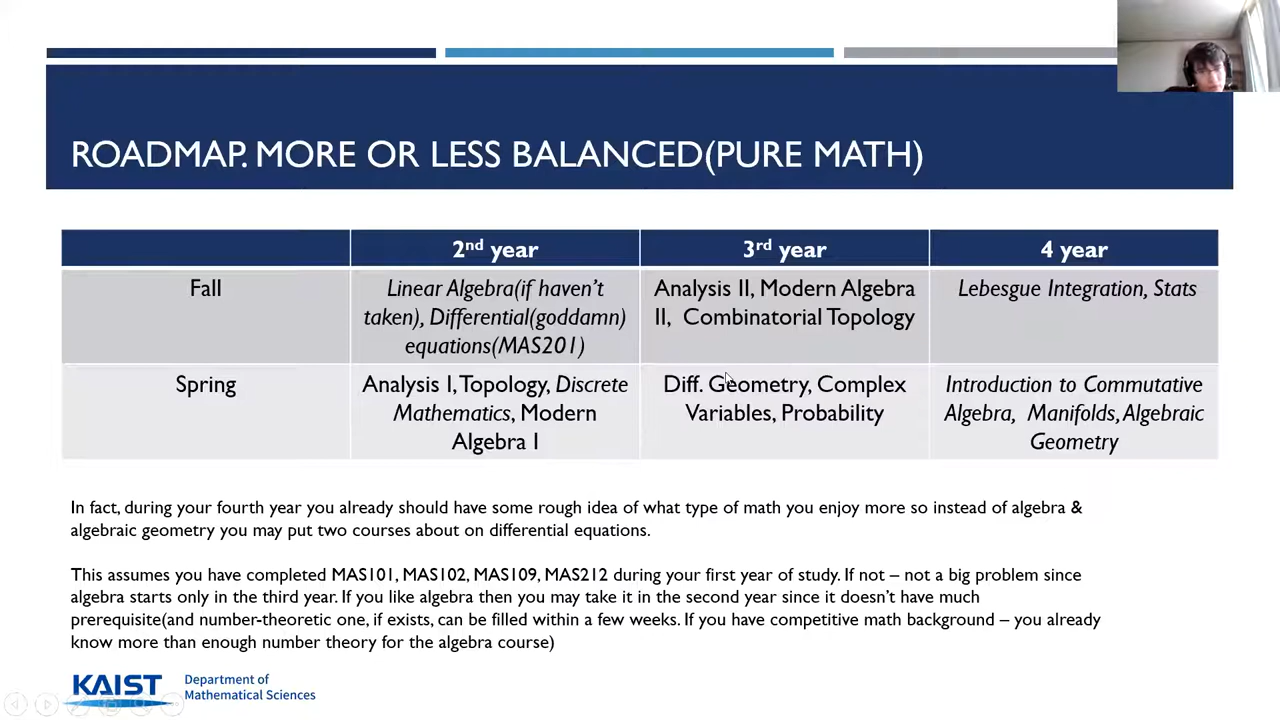 ROADMAP. MORE OR LESS BALANCED(PURE MATH)
2nd year
3rd year
4 year
Fall
Linear Algebra(if haven't
taken), Differential(goddamn)
equations(MAS201)
Analysis II, Modern Algebra
II, Combinatorial Topology
Lebesgue Integration, Stats
Spring
Analysis I, Topology, Discrete
Mathematics, Modern
Algebra I
Diff. Geometry, Complex
Variables, Probability
Introduction to Commutative
Algebra, Manifolds, Algebraic
Geometry
In fact, during your fourth year you already should have some rough idea of what type of math you enjoy more so instead of algebra &
algebraic geometry you may put two courses about on differential equations.
This assumes you have completed MAS101, MAS102, MAS109, MAS212 during your first year of study. If not – not a big problem since
algebra starts only in the third year. If you like algebra then you may take it in the second year since it doesn't have much
prerequisite(and number-theoretic one, if exists, can be filled within a few weeks. If you have competitive math background – you already
know more than enough number theory for the algebra course)
KAIST
Department of
Mathematical Sciences